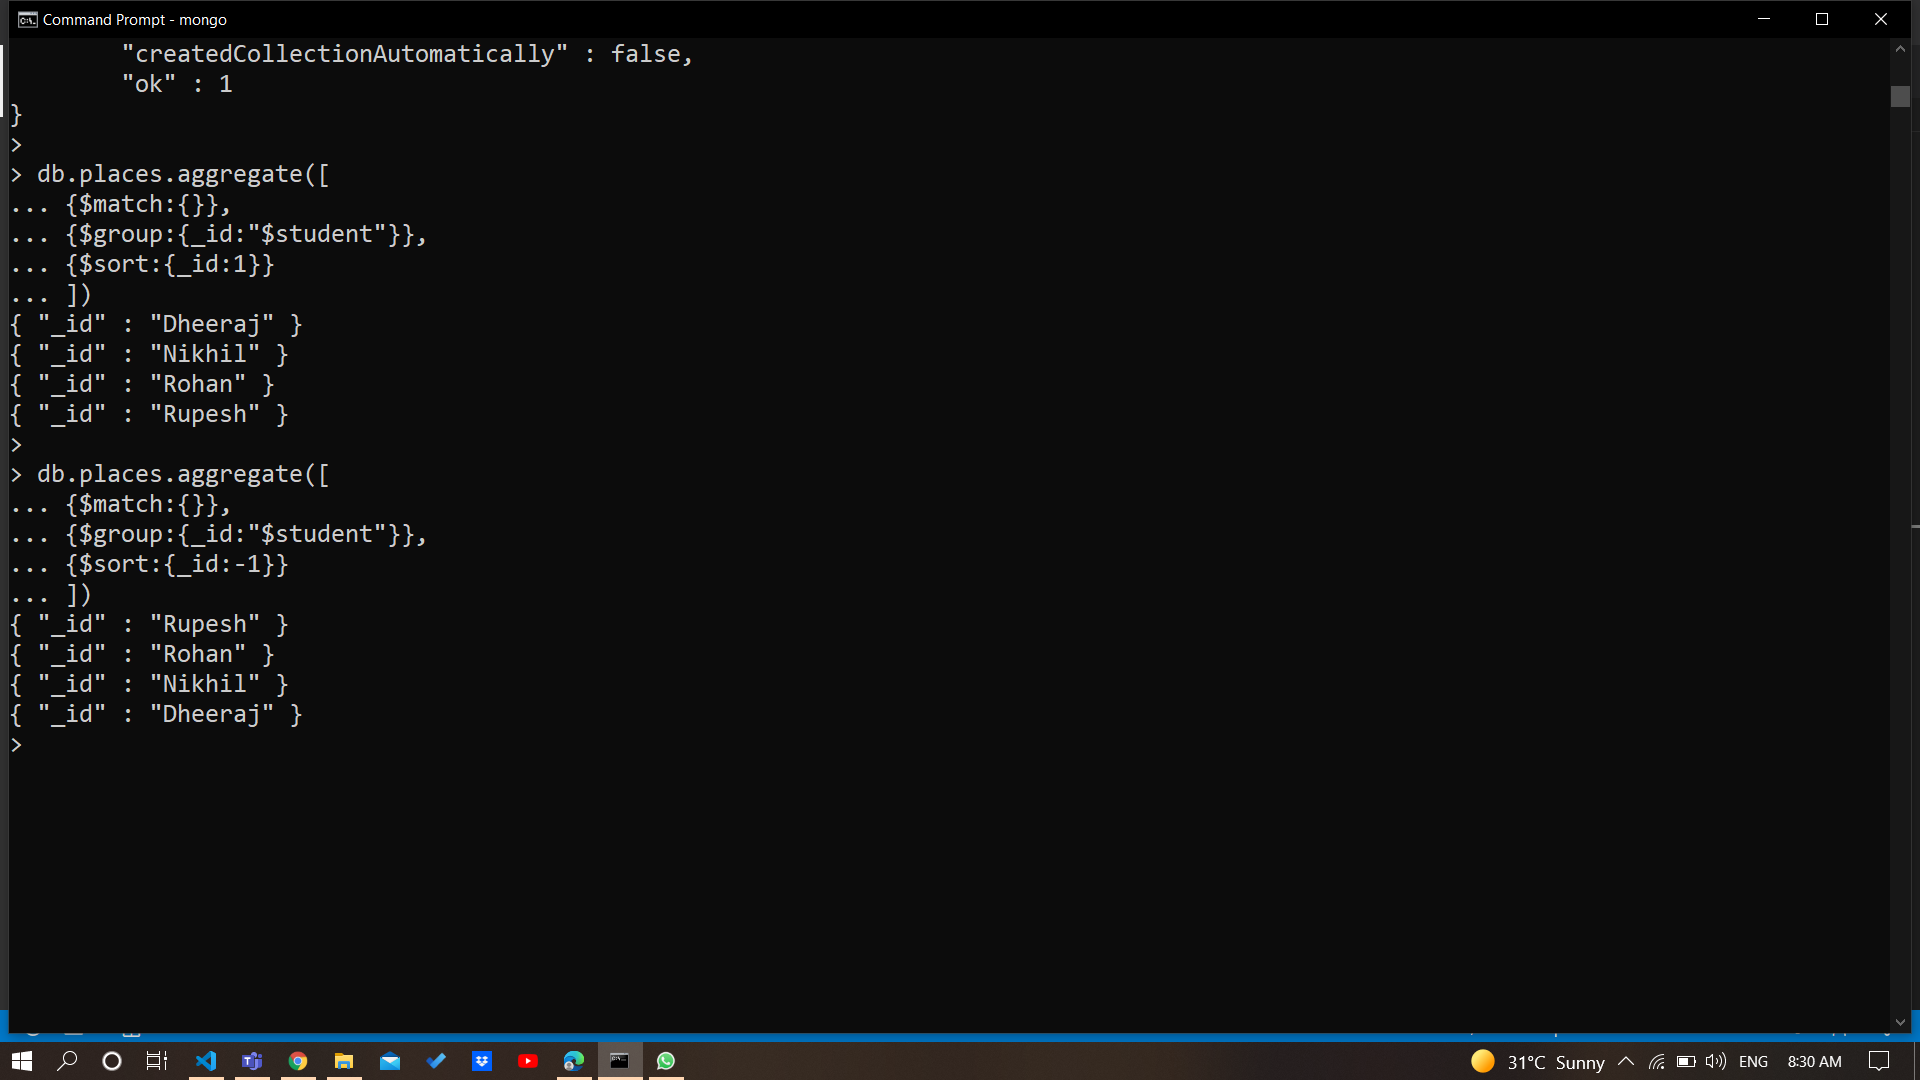 Command Prompt - mongo
        "createdCollectionAutomatically" : false,
        "ok" : 1
}
>
> db.places.aggregate([
... {$match:{}},
... {$group:{_id:"$student"}},
... {$sort:{_id:1}}
... ])
{ "_id" : "Dheeraj" }
{ "_id" : "Nikhil" }
{ "_id" : "Rohan" }
{ "_id" : "Rupesh" }
>
> db.places.aggregate([
... {$match:{}},
... {$group:{_id:"$student"}},
... {$sort:{_id:-1}}
... ])
{ "_id" : "Rupesh" }
{ "_id" : "Rohan" }
{ "_id" : "Nikhil" }
{ "_id" : "Dheeraj" }
>
31°C Sunny ENG 8:30 AM